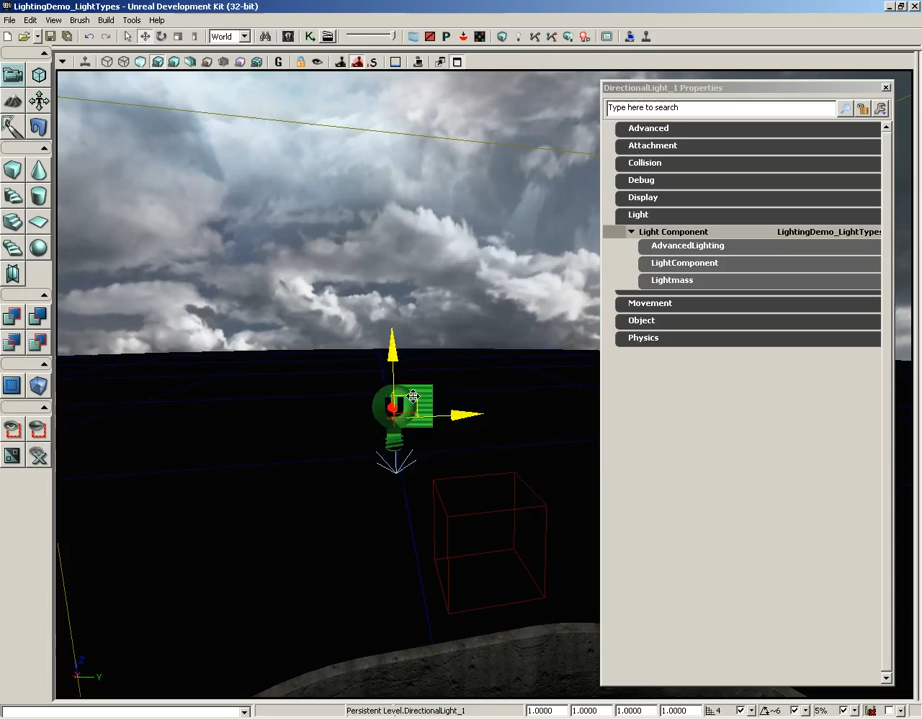 LightingDemo_LightTypes - Unreal Development Kit (32-bit)
File Edit View Brush Build Tools Help
World
K
P
G
S
DirectionalLight_1 Properties
Type here to search
Advanced
Attachment
Collision
Debug
Display
Light
Light Component LightingDemo_LightTypes
AdvancedLighting
LightComponent
Lightmass
Movement
Object
Physics
Z
Y
Persistent Level.DirectionalLight_1 1.0000 1.0000 1.0000 1.0000 4 ~6 5%